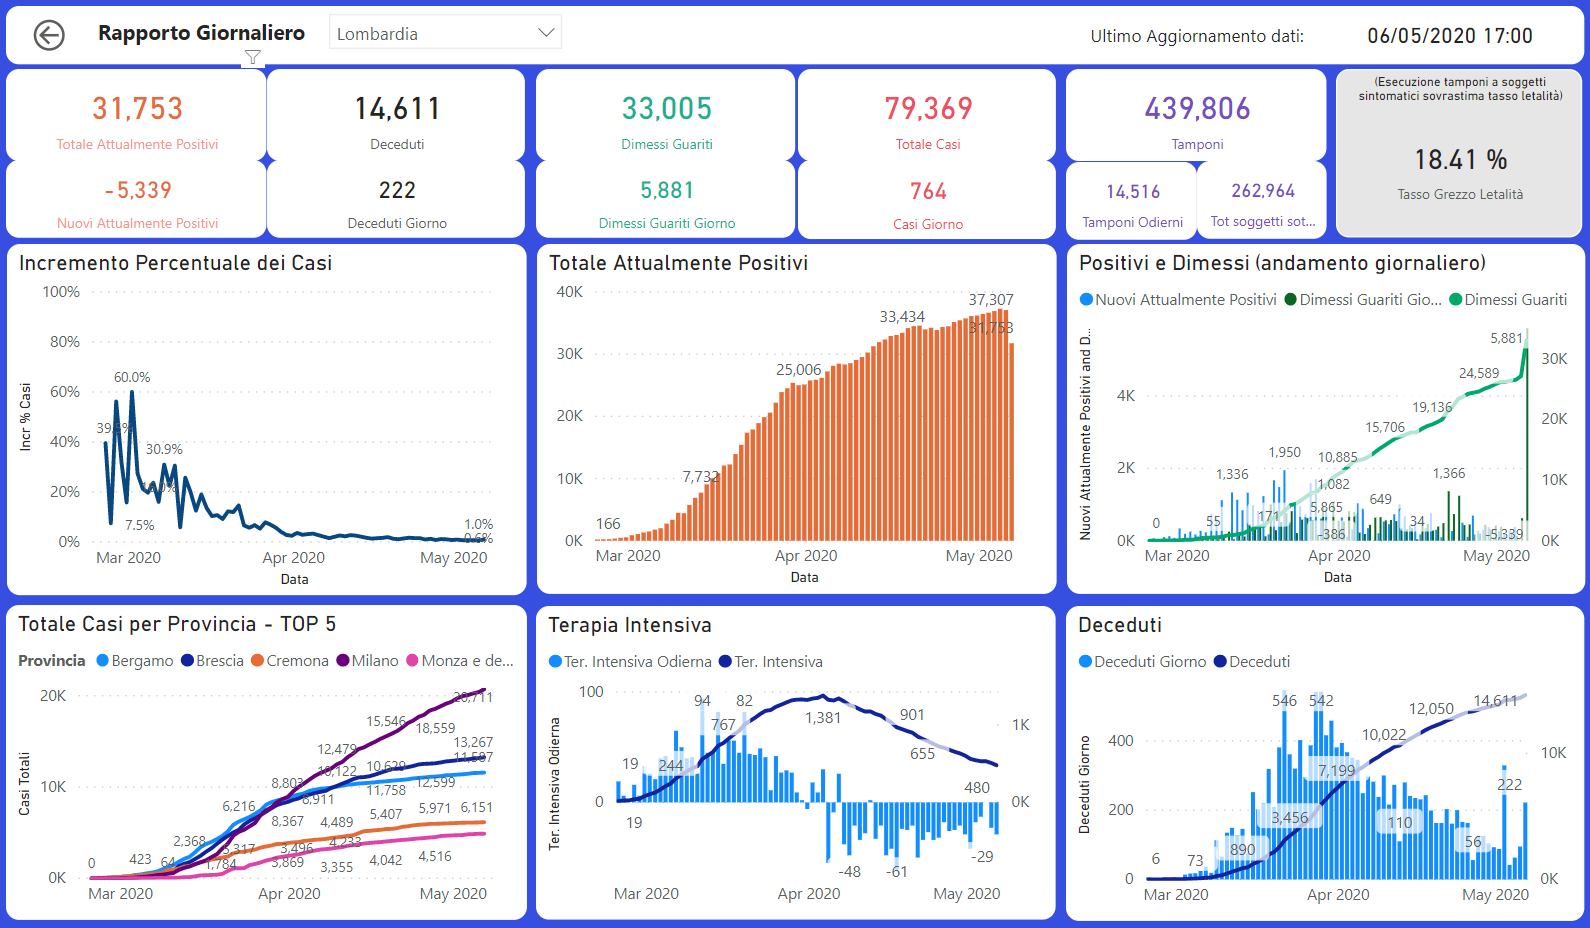 Rapporto Giornaliero
Lombardia
Ultimo Aggiornamento dati:
06/05/2020 17:00
31,753
Totale Attualmente Positivi
-5,339
Nuovi Attualmente Positivi
14,611
Deceduti
222
Deceduti Giorno
33,005
Dimessi Guariti
5,881
Dimessi Guariti Giorno
79,369
Totale Casi
764
Casi Giorno
439,806
Tamponi
14,516
Tamponi Odierni
262,964
Tot soggetti sot...
(Esecuzione tamponi a soggetti
sintomatici sovrastima tasso letalità)
18.41 %
Tasso Grezzo Letalità
Incremento Percentuale dei Casi
100%
80%
60%
40%
20%
0%
Incr % Casi
60.0%
30.9%
7.5%
1.0%
0.6%
Mar 2020
Apr 2020
May 2020
Data
Totale Attualmente Positivi
40K
30K
20K
10K
0K
166
7,732
25,006
33,434
37,307
31,753
Mar 2020
Apr 2020
May 2020
Data
Positivi e Dimessi (andamento giornaliero)
Nuovi Attualmente Positivi
Dimessi Guariti Gio...
Dimessi Guariti
Nuovi Attualmente Positivi and D...
4K
2K
0K
30K
20K
10K
0K
0
55
1,336
171
1,950
10,885
1,082
5,865
-386
15,706
649
19,136
34
1,366
24,589
5,881
-5,339
Mar 2020
Apr 2020
May 2020
Data
Totale Casi per Provincia - TOP 5
Provincia
Bergamo
Brescia
Cremona
Milano
Monza e de...
Casi Totali
20K
10K
0K
0
423
64
2,368
1,784
6,216
5,317
8,803
8,367
3,496
3,869
8,911
12,479
10,122
4,489
4,233
3,355
15,546
10,629
11,758
5,407
4,042
18,559
12,599
5,971
4,516
20,711
13,267
11,587
6,151
Mar 2020
Apr 2020
May 2020
Terapia Intensiva
Ter. Intensiva Odierna
Ter. Intensiva
Ter. Intensiva Odierna
100
0
1K
0K
19
19
244
94
767
82
1,381
-48
901
655
-61
480
-29
Mar 2020
Apr 2020
May 2020
Deceduti
Deceduti Giorno
Deceduti
Deceduti Giorno
400
200
0
10K
0K
6
73
890
546
3,456
542
7,199
10,022
110
12,050
56
14,611
222
Mar 2020
Apr 2020
May 2020